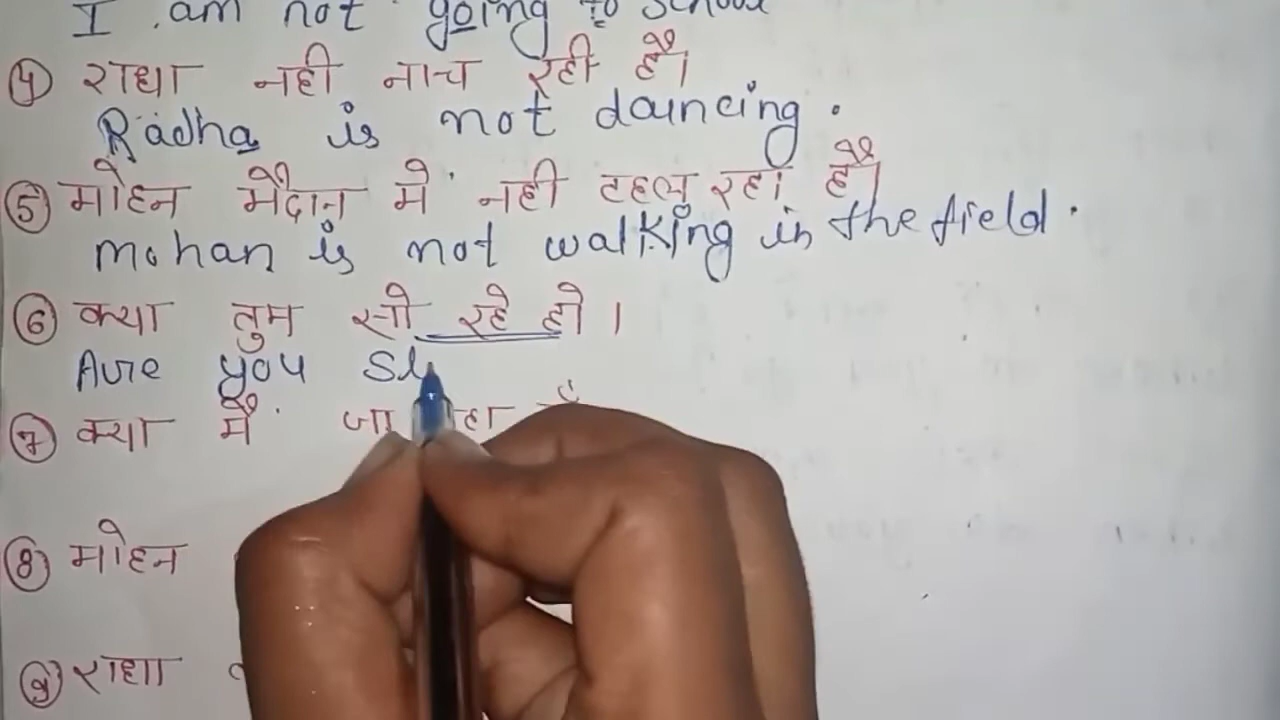 I am not going to school
④ राधा नही नाच रही है।
Radha is not dancing.
⑤ मोहन मैदान मे नही टहल रहा है।
mohan is not walking in the field.
⑥ क्या तुम सो रहे हो।
Are you sl
⑦ क्या मै जा
⑧ मोहन
⑨ राधा